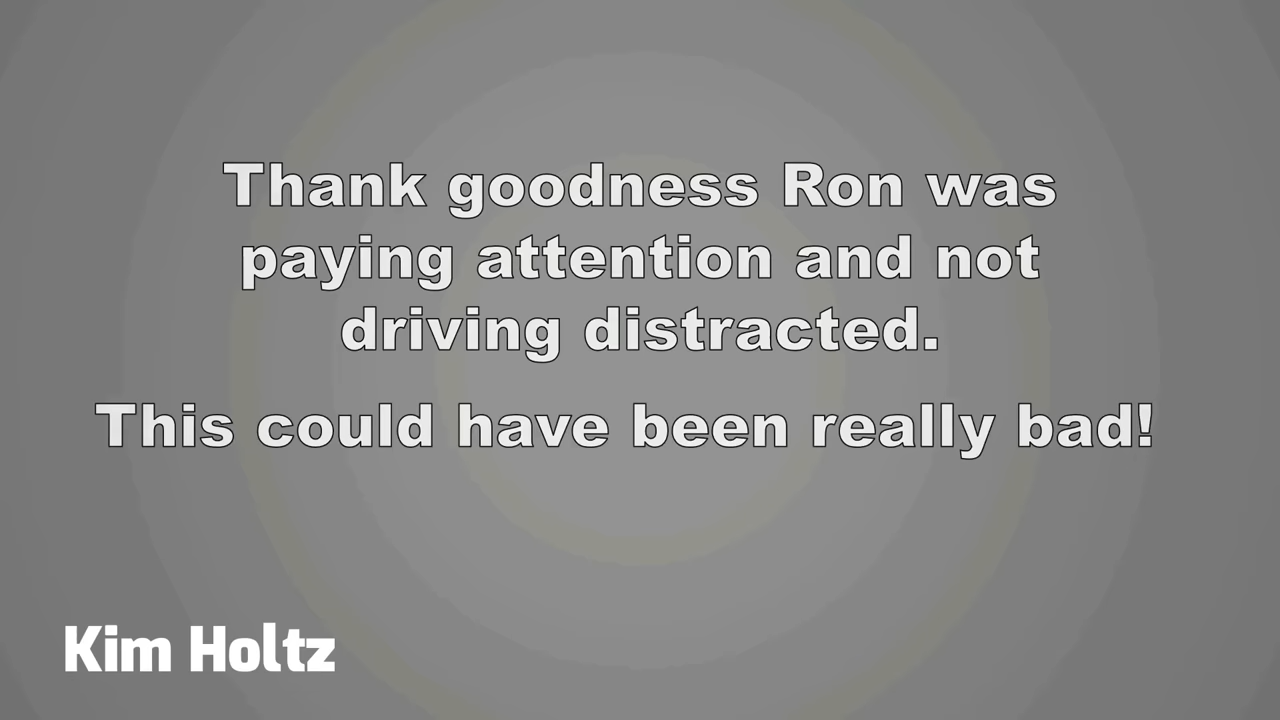 Thank goodness Ron was
paying attention and not
driving distracted.
This could have been really bad!
Kim Holtz